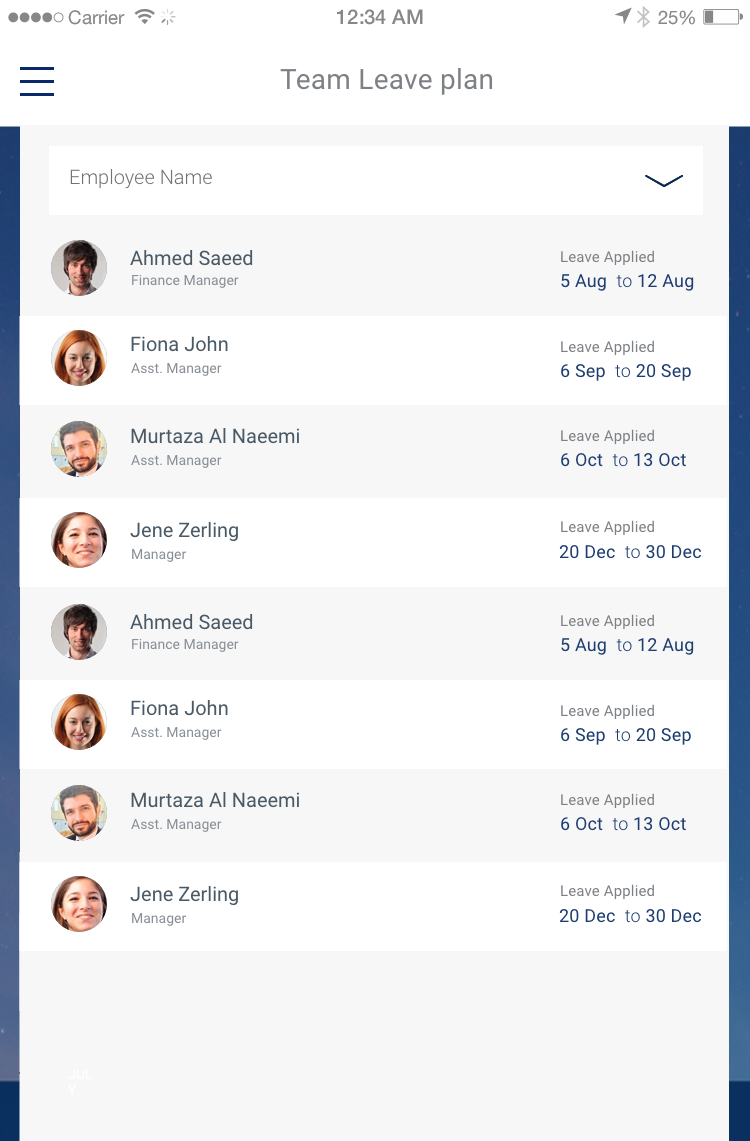 Carrier 12:34 AM 25%
Team Leave plan
Employee Name
Ahmed Saeed
Finance Manager
Leave Applied
5 Aug to 12 Aug
Fiona John
Asst. Manager
Leave Applied
6 Sep to 20 Sep
Murtaza Al Naeemi
Asst. Manager
Leave Applied
6 Oct to 13 Oct
Jene Zerling
Manager
Leave Applied
20 Dec to 30 Dec
Ahmed Saeed
Finance Manager
Leave Applied
5 Aug to 12 Aug
Fiona John
Asst. Manager
Leave Applied
6 Sep to 20 Sep
Murtaza Al Naeemi
Asst. Manager
Leave Applied
6 Oct to 13 Oct
Jene Zerling
Manager
Leave Applied
20 Dec to 30 Dec
JUL
Y